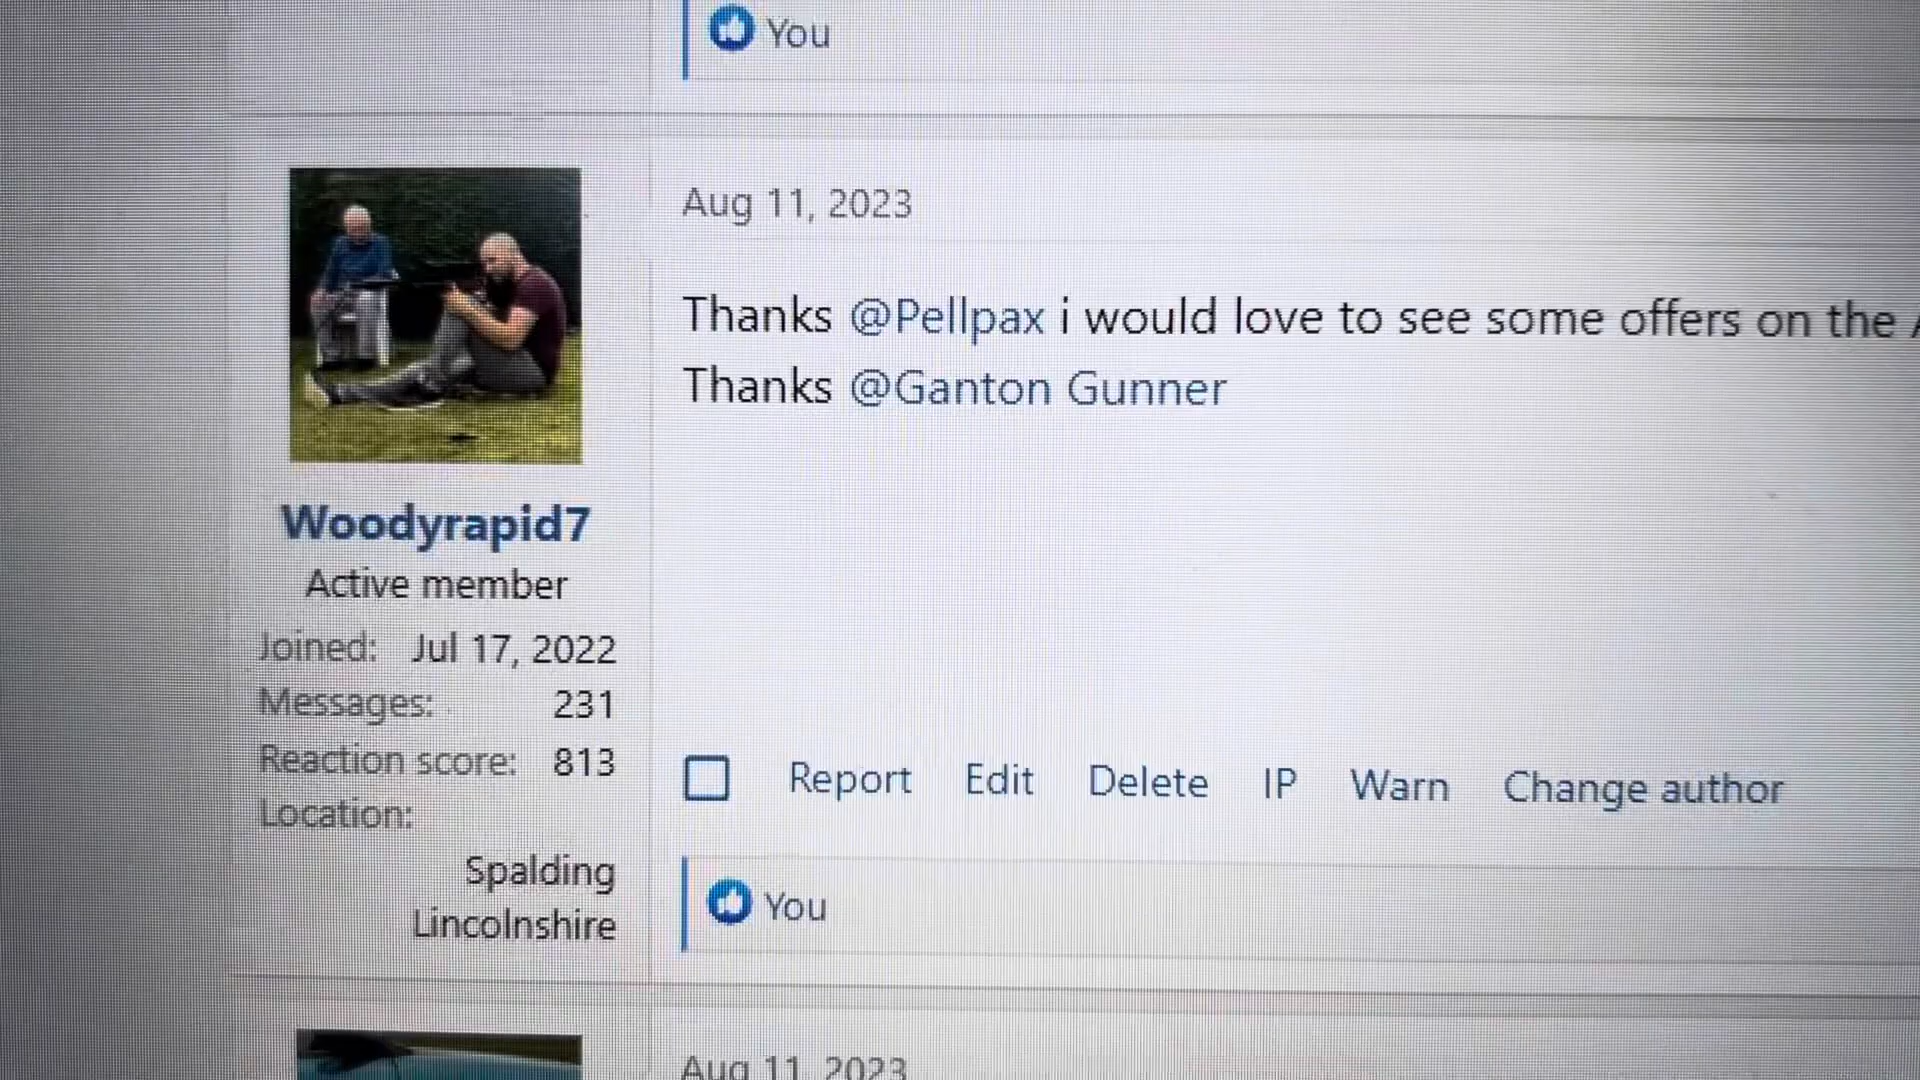 You
Aug 11, 2023
Thanks @Pellpax i would love to see some offers on the
Thanks @Ganton Gunner
Woodyrapid7
Active member
Joined: Jul 17, 2022
Messages: 231
Reaction score: 813
Location:
Spalding
Lincolnshire
Report Edit Delete IP Warn Change author
You
Aug 11, 2023